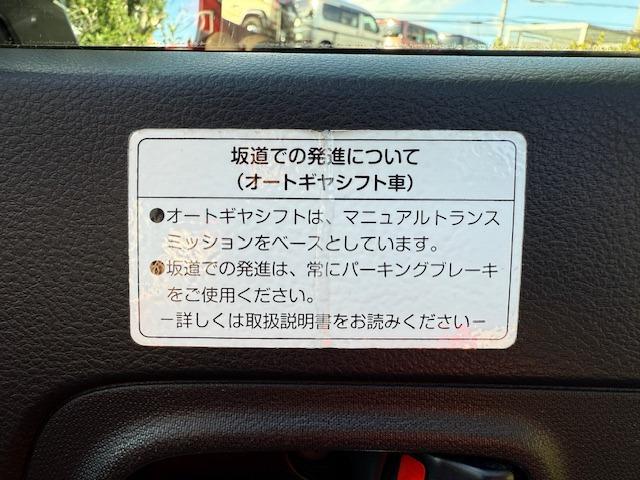 坂道での発進について
（オートギヤシフト車）
●オートギヤシフトは、マニュアルトランス
ミッションをベースとしています。
●坂道での発進は、常にパーキングブレーキ
をご使用ください。
－詳しくは取扱説明書をお読みください－